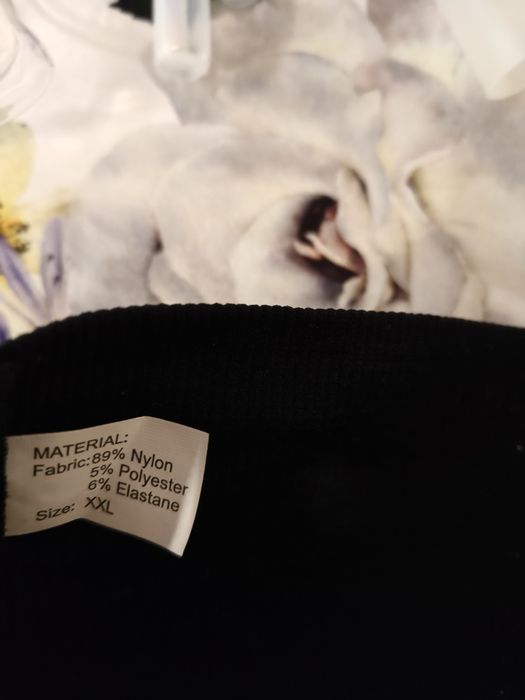 MATERIAL:
Fabric:89% Nylon
5% Polyester
6% Elastane
Size: XXL